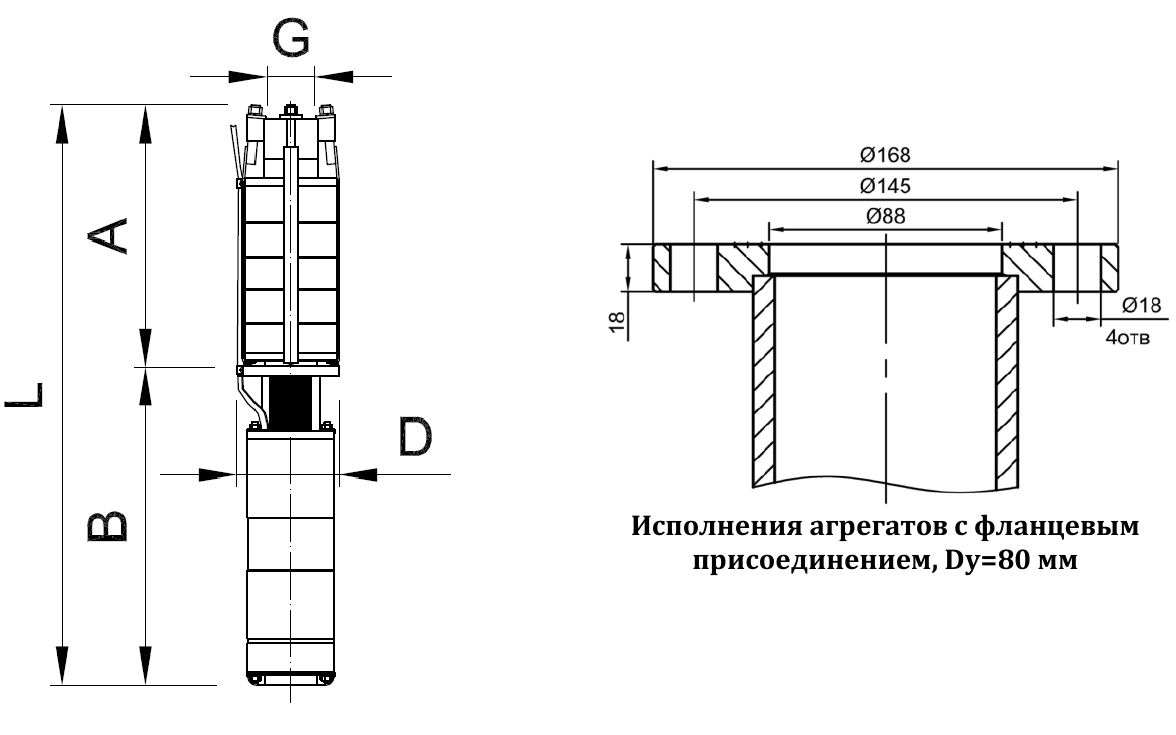 G
A
L
D
B
Ø168
Ø145
Ø88
18
Ø18
4отв
Исполнения агрегатов с фланцевым
присоединением, Dy=80 мм